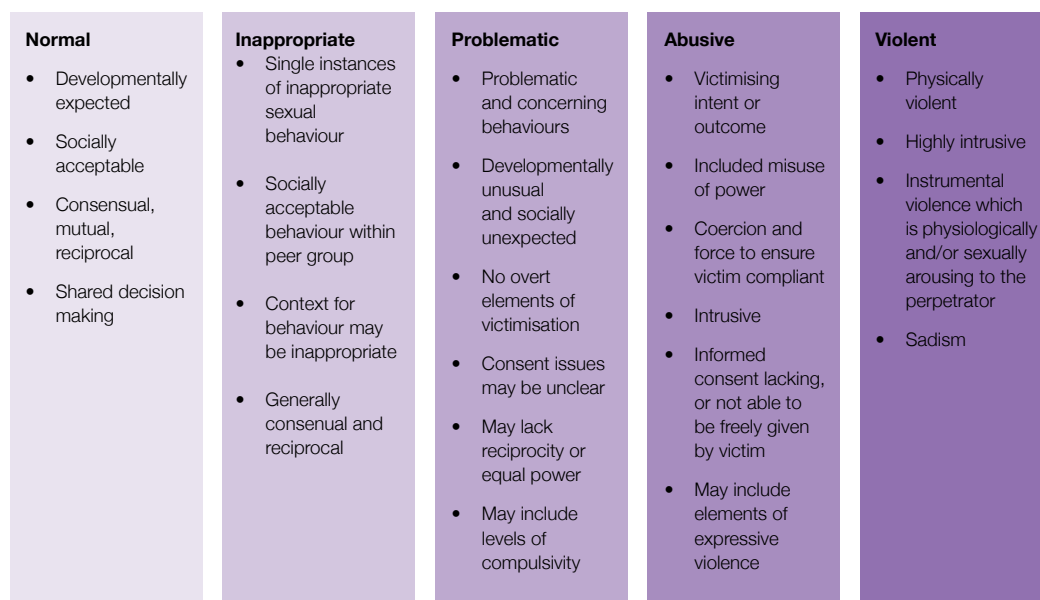 Normal
• Developmentally
expected
• Socially
acceptable
• Consensual,
mutual,
reciprocal
• Shared decision
making
Inappropriate
• Single instances
of inappropriate
sexual
behaviour
• Socially
acceptable
behaviour within
peer group
• Context for
behaviour may
be inappropriate
• Generally
consenual and
reciprocal
Problematic
• Problematic
and concerning
behaviours
• Developmentally
unusual
and socially
unexpected
• No overt
elements of
victimisation
• Consent issues
may be unclear
• May lack
reciprocity or
equal power
• May include
levels of
compulsivity
Abusive
• Victimising
intent or
outcome
• Included misuse
of power
• Coercion and
force to ensure
victim compliant
• Intrusive
• Informed
consent lacking,
or not able to
be freely given
by victim
• May include
elements of
expressive
violence
Violent
• Physically
violent
• Highly intrusive
• Instrumental
violence which
is physiologically
and/or sexually
arousing to the
perpetrator
• Sadism